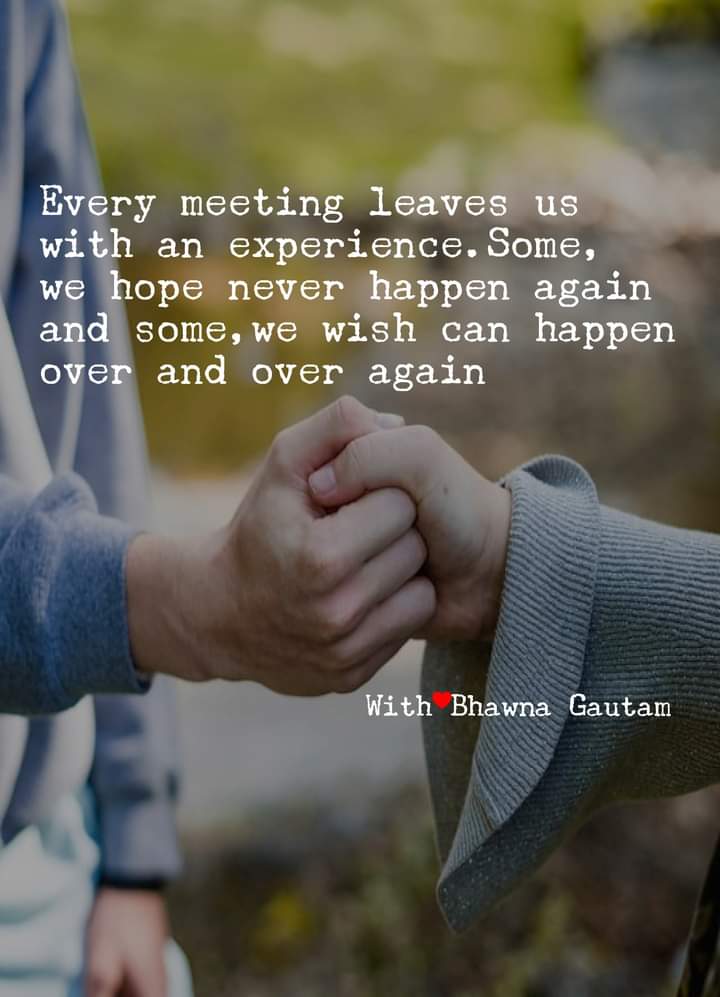 Every meeting leaves us
with an experience.Some,
we hope never happen again
and some,we wish can happen
over and over again
With❤Bhawna Gautam